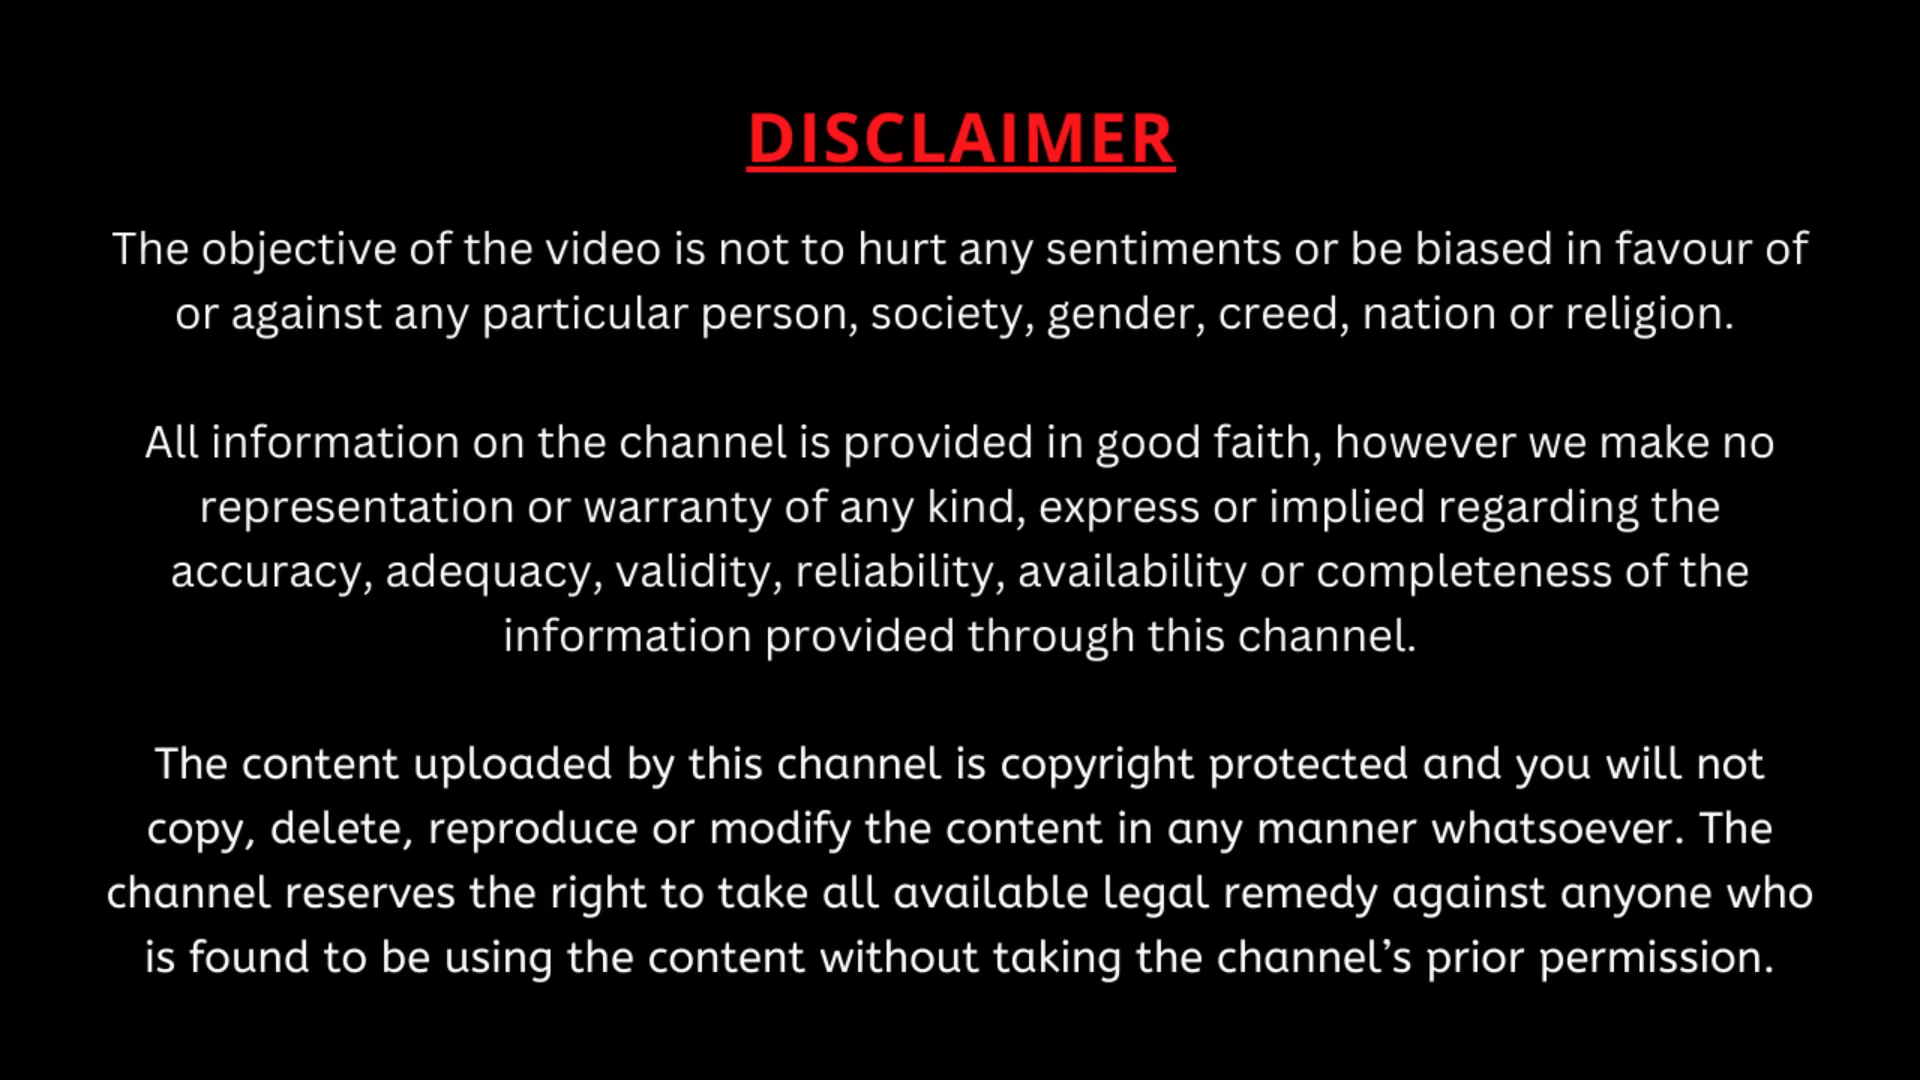 DISCLAIMER
The objective of the video is not to hurt any sentiments or be biased in favour of
or against any particular person, society, gender, creed, nation or religion.
All information on the channel is provided in good faith, however we make no
representation or warranty of any kind, express or implied regarding the
accuracy, adequacy, validity, reliability, availability or completeness of the
information provided through this channel.
The content uploaded by this channel is copyright protected and you will not
copy, delete, reproduce or modify the content in any manner whatsoever. The
channel reserves the right to take all available legal remedy against anyone who
is found to be using the content without taking the channel’s prior permission.